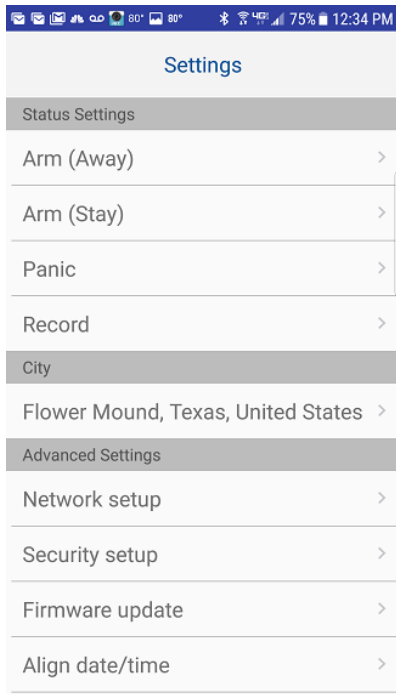 80° 80° 4G 75% 12:34 PM
Settings
Status Settings
Arm (Away)
Arm (Stay)
Panic
Record
City
Flower Mound, Texas, United States
Advanced Settings
Network setup
Security setup
Firmware update
Align date/time